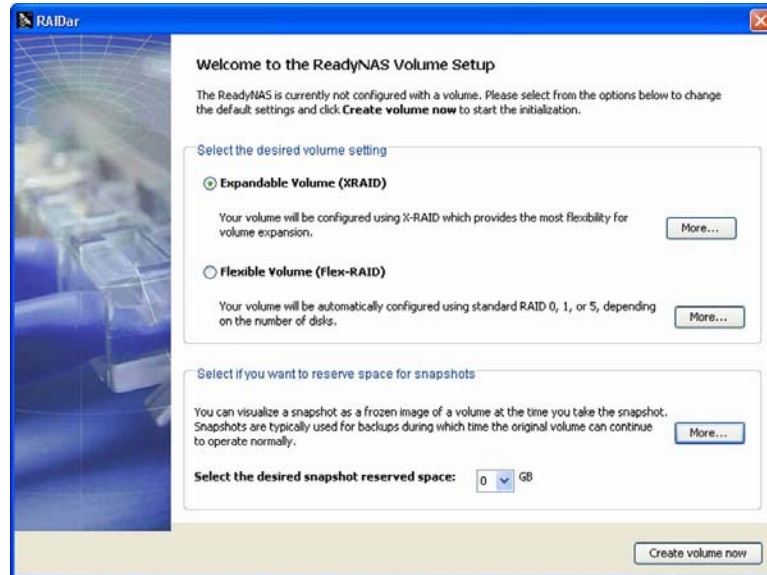 RAIDar
Welcome to the ReadyNAS Volume Setup
The ReadyNAS is currently not configured with a volume. Please select from the options below to change
the default settings and click Create volume now to start the initialization.
Select the desired volume setting
Expandable Volume (XRAID)
Your volume will be configured using X-RAID which provides the most flexibility for
volume expansion.
More...
Flexible Volume (Flex-RAID)
Your volume will be automatically configured using standard RAID 0, 1, or 5, depending
on the number of disks.
More...
Select if you want to reserve space for snapshots
You can visualize a snapshot as a frozen image of a volume at the time you take the snapshot.
Snapshots are typically used for backups during which time the original volume can continue
to operate normally.
More...
Select the desired snapshot reserved space: 0 GB
Create volume now